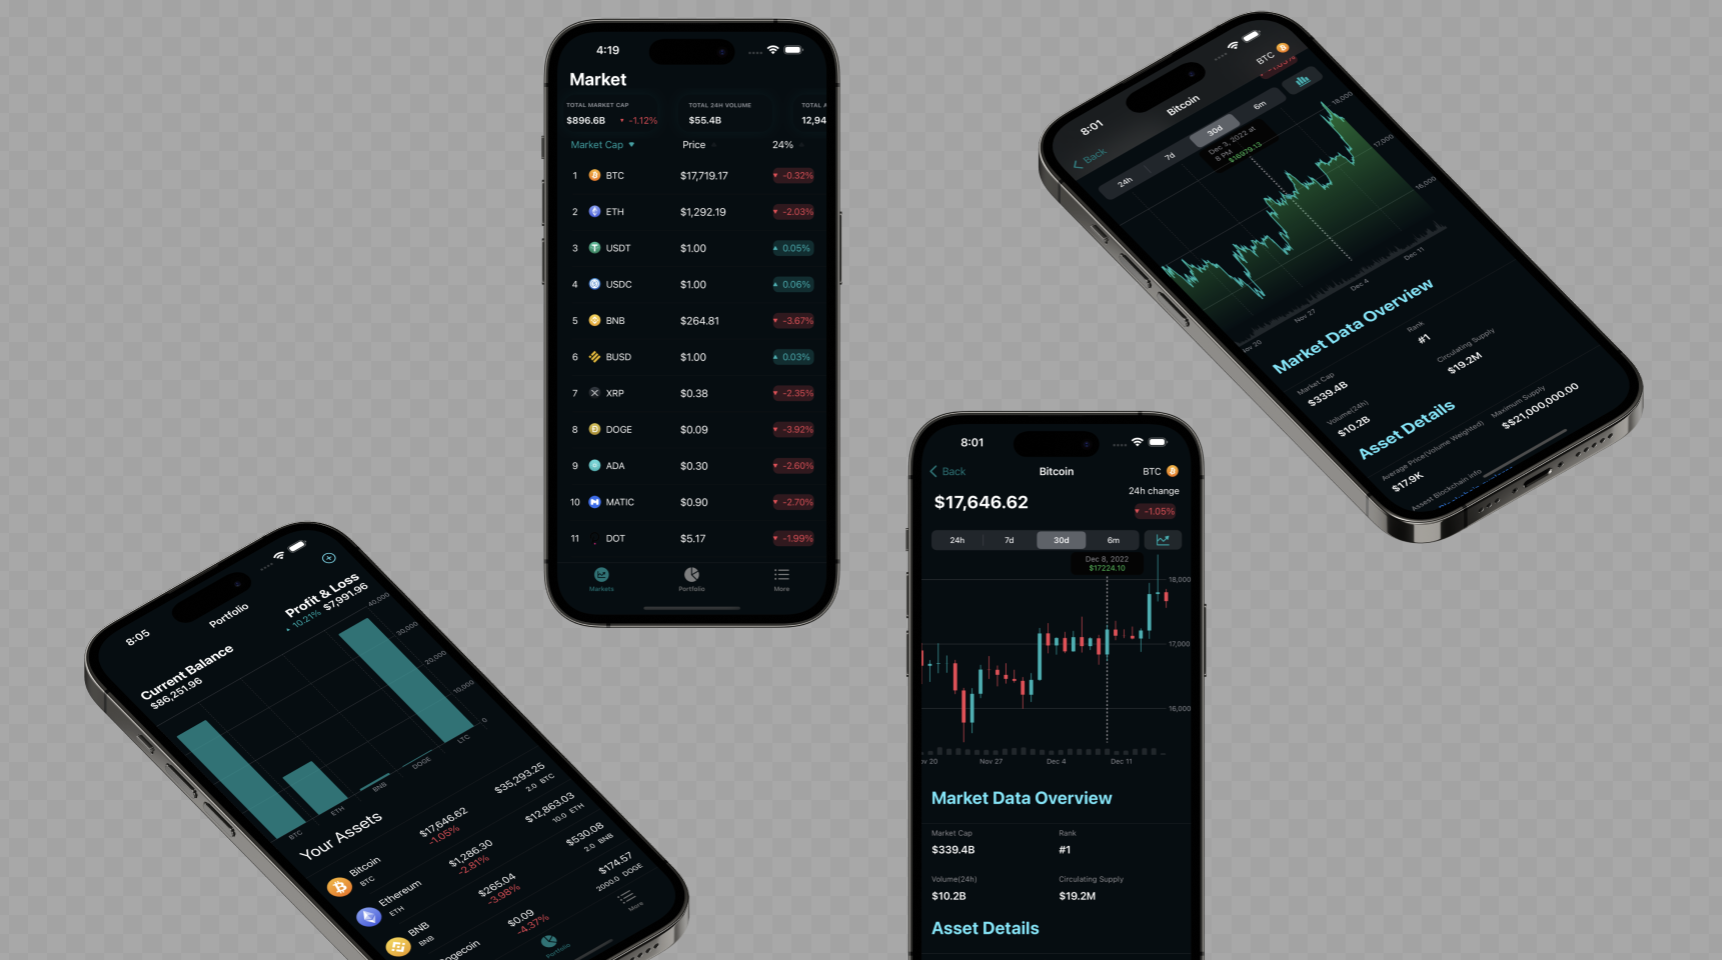 4:19
Market
TOTAL MARKET CAP
$896.6B -1.12%
TOTAL 24H VOLUME
$55.4B
TOTAL A
12,94
Market Cap Price 24%
1 BTC $17,719.17 -0.32%
2 ETH $1,292.19 -2.03%
3 USDT $1.00 0.05%
4 USDC $1.00 0.06%
5 BNB $264.81 -3.67%
6 BUSD $1.00 0.03%
7 XRP $0.38 -2.35%
8 DOGE $0.09 -3.92%
9 ADA $0.30 -2.60%
10 MATIC $0.90 -2.70%
11 DOT $5.17 -1.99%
Markets Portfolio More
8:01
Back Bitcoin BTC
24h 7d 30d 6m
Dec 3, 2022 at
8 PM
$16979.13
18,000
17,000
16,000
ov 20 Nov 27 Dec 4 Dec 11
Market Data Overview
Market Cap Rank
$339.4B #1
Volume(24h) Circulating Supply
$10.2B $19.2M
Asset Details
Average Price(Volume Weighted) Maximum Supply
$17.9K $$21,000,000.00
Assest Blockchain info
8:01
Back Bitcoin BTC
$17,646.62
24h change
-1.05%
24h 7d 30d 6m
Dec 8, 2022
$17224.10
18,000
17,000
16,000
ov 20 Nov 27 Dec 4 Dec 11
Market Data Overview
Market Cap Rank
$339.4B #1
Volume(24h) Circulating Supply
$10.2B $19.2M
Asset Details
8:05
Portfolio
Current Balance
$86,251.96
Profit & Loss
10.21% $7,991.96
40,000
30,000
20,000
10,000
0
BTC ETH BNB DOGE LTC
Your Assets
Bitcoin $17,646.62 $35,293.25
BTC -1.05% 2.0 BTC
Ethereum $1,286.30 $12,863.03
ETH -2.81% 10.0 ETH
BNB $265.04 $530.08
BNB -3.98% 2.0 BNB
ogecoin $0.09 $174.57
-4.37% 2000.0 DOGE
Portfolio More